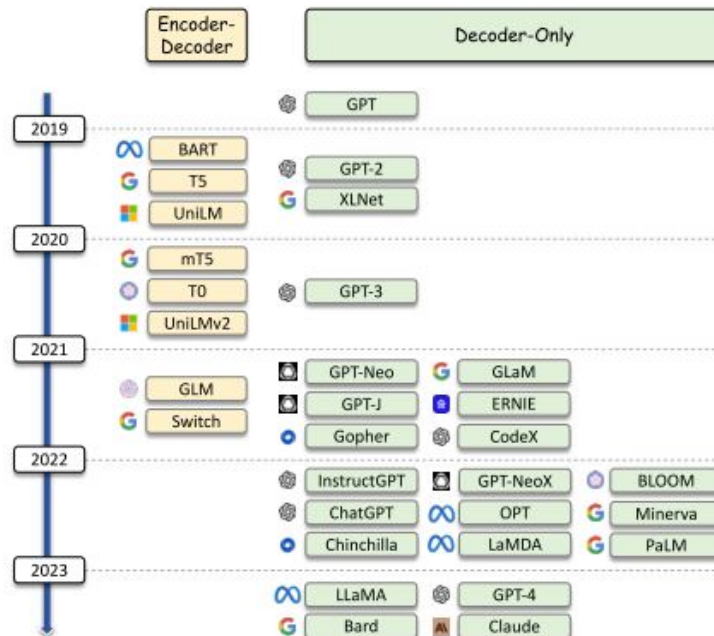 Encoder-
Decoder
Decoder-Only
GPT
2019
BART
T5
UniLM
GPT-2
XLNet
2020
mT5
T0
UniLMv2
GPT-3
2021
GLM
Switch
GPT-Neo
GLaM
GPT-J
ERNIE
Gopher
CodeX
2022
InstructGPT
GPT-NeoX
BLOOM
ChatGPT
OPT
Minerva
Chinchilla
LaMDA
PaLM
2023
LLaMA
GPT-4
Bard
Claude